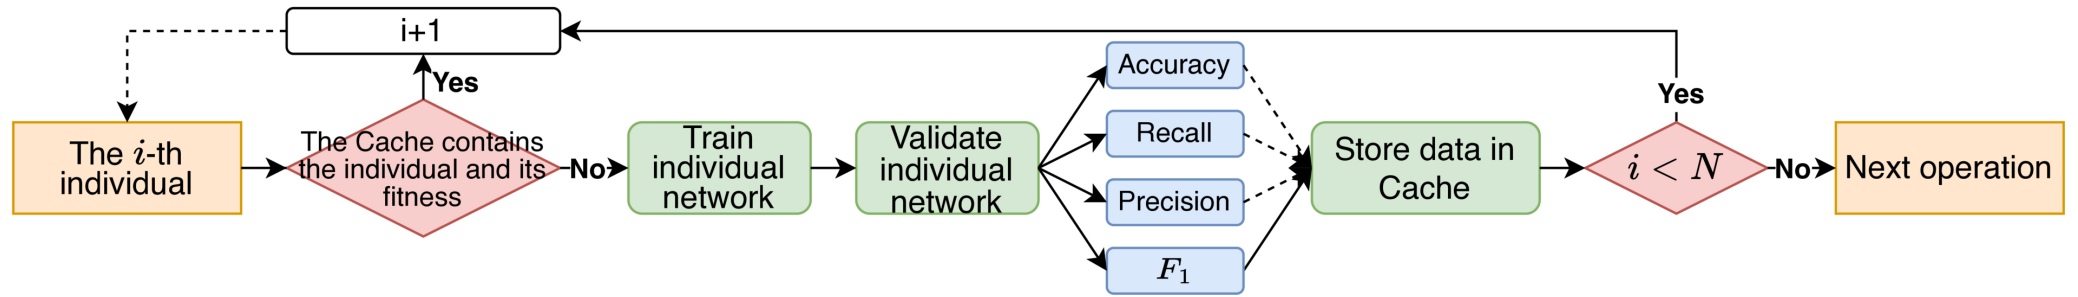 i+1
Yes
The i-th
individual
The Cache contains
the individual and its
fitness
No
Train
individual
network
Validate
individual
network
Accuracy
Recall
Precision
F₁
Store data in
Cache
Yes
i < N
No
Next operation